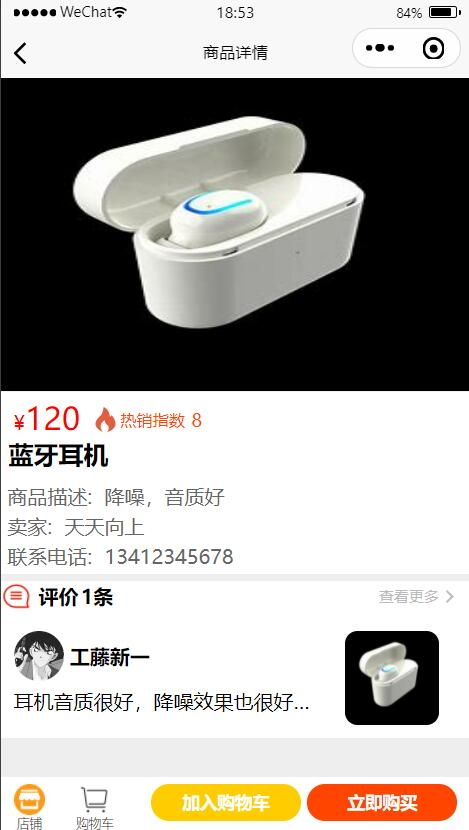 WeChat 18:53 84%
商品详情
¥120 热销指数 8
蓝牙耳机
商品描述: 降噪，音质好
卖家: 天天向上
联系电话: 13412345678
评价1条 查看更多
工藤新一
耳机音质很好，降噪效果也很好...
店铺 购物车 加入购物车 立即购买